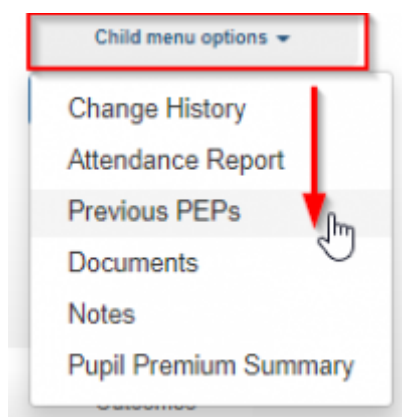 Child menu options
Change History
Attendance Report
Previous PEPs
Documents
Notes
Pupil Premium Summary